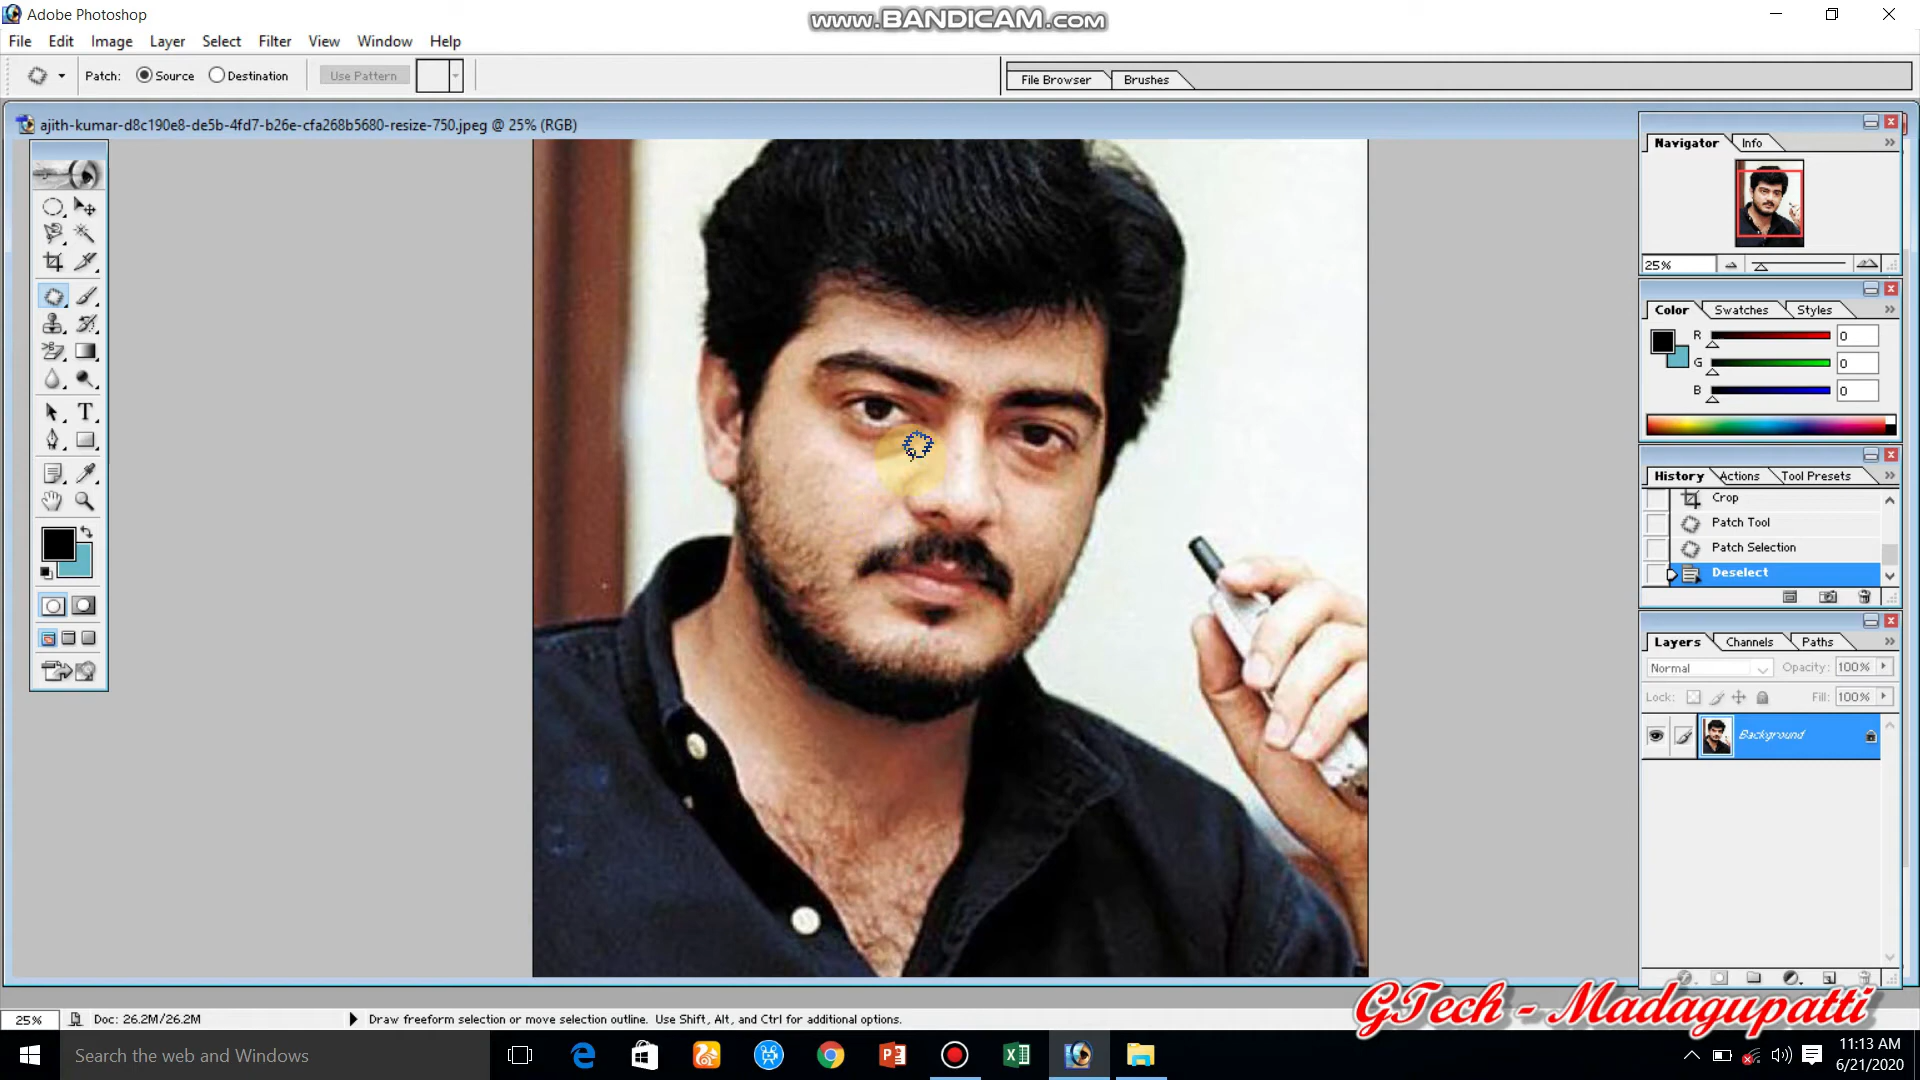 Adobe Photoshop
www.BANDICAM.com
File Edit Image Layer Select Filter View Window Help
Patch: Source Destination Use Pattern
File Browser Brushes
ajith-kumar-d8c190e8-de5b-4fd7-b26e-cfa268b5680-resize-750.jpeg @ 25% (RGB)
Navigator Info
25%
Color Swatches Styles
R 0
G 0
B 0
History Actions Tool Presets
Crop
Patch Tool
Patch Selection
Deselect
Layers Channels Paths
Normal Opacity: 100%
Lock: Fill: 100%
Background
GTech - Madagupatti
25% Doc: 26.2M/26.2M Draw freeform selection or move selection outline. Use Shift, Alt, and Ctrl for additional options.
Search the web and Windows
11:13 AM
6/21/2020